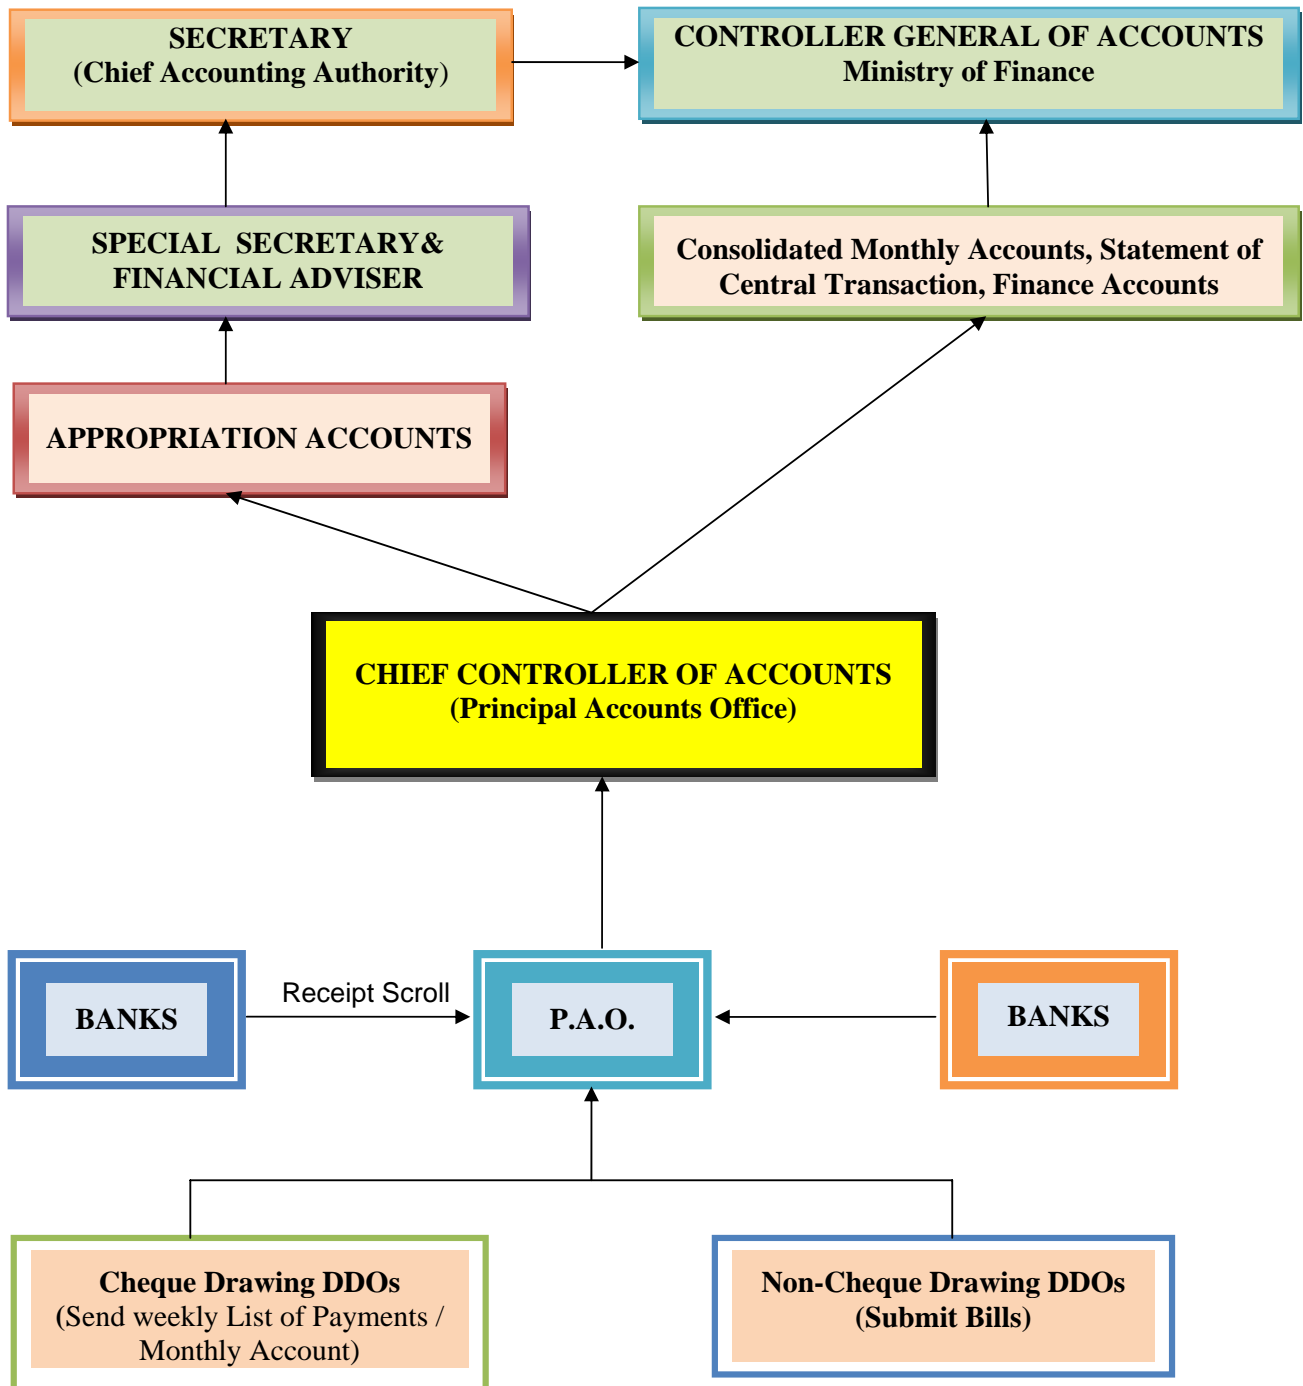 SECRETARY
(Chief Accounting Authority)
CONTROLLER GENERAL OF ACCOUNTS
Ministry of Finance
SPECIAL SECRETARY&
FINANCIAL ADVISER
Consolidated Monthly Accounts, Statement of
Central Transaction, Finance Accounts
APPROPRIATION ACCOUNTS
CHIEF CONTROLLER OF ACCOUNTS
(Principal Accounts Office)
BANKS
Receipt Scroll
P.A.O.
BANKS
Cheque Drawing DDOs
(Send weekly List of Payments /
Monthly Account)
Non-Cheque Drawing DDOs
(Submit Bills)